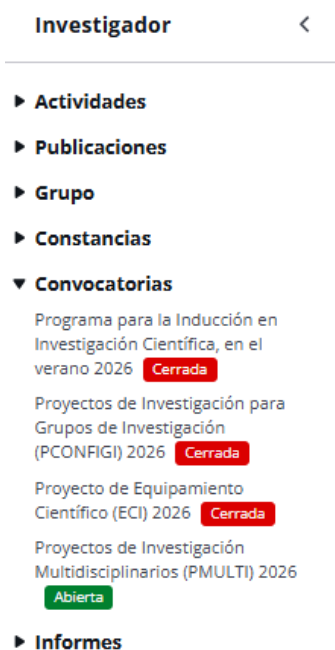 Investigador
Actividades
Publicaciones
Grupo
Constancias
Convocatorias
Programa para la Inducción en
Investigación Científica, en el
verano 2026 Cerrada
Proyectos de Investigación para
Grupos de Investigación
(PCONFIGI) 2026 Cerrada
Proyecto de Equipamiento
Científico (ECI) 2026 Cerrada
Proyectos de Investigación
Multidisciplinarios (PMULTI) 2026
Abierta
Informes